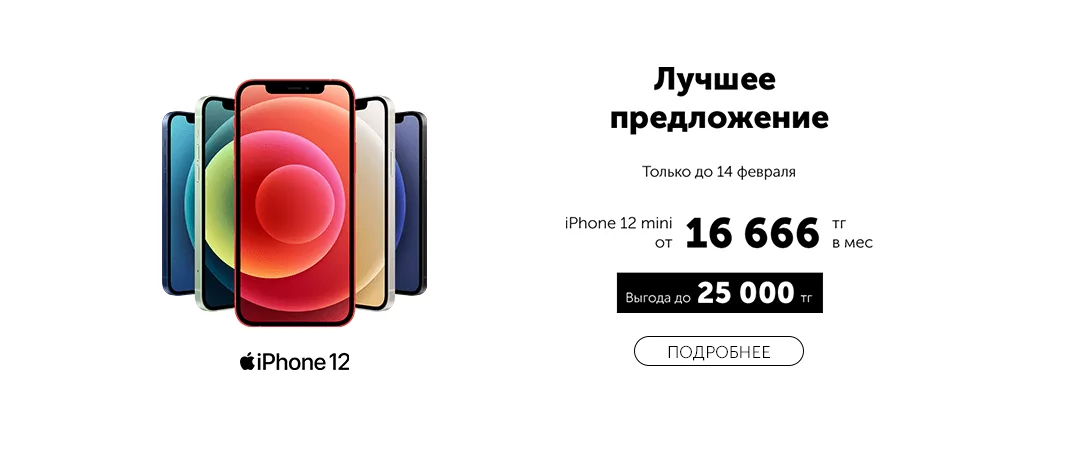 Лучшее
предложение
Только до 14 февраля
iPhone 12 mini
от
16 666
тг
в мес
Выгода до 25 000 тг
ПОДРОБНЕЕ
iPhone 12